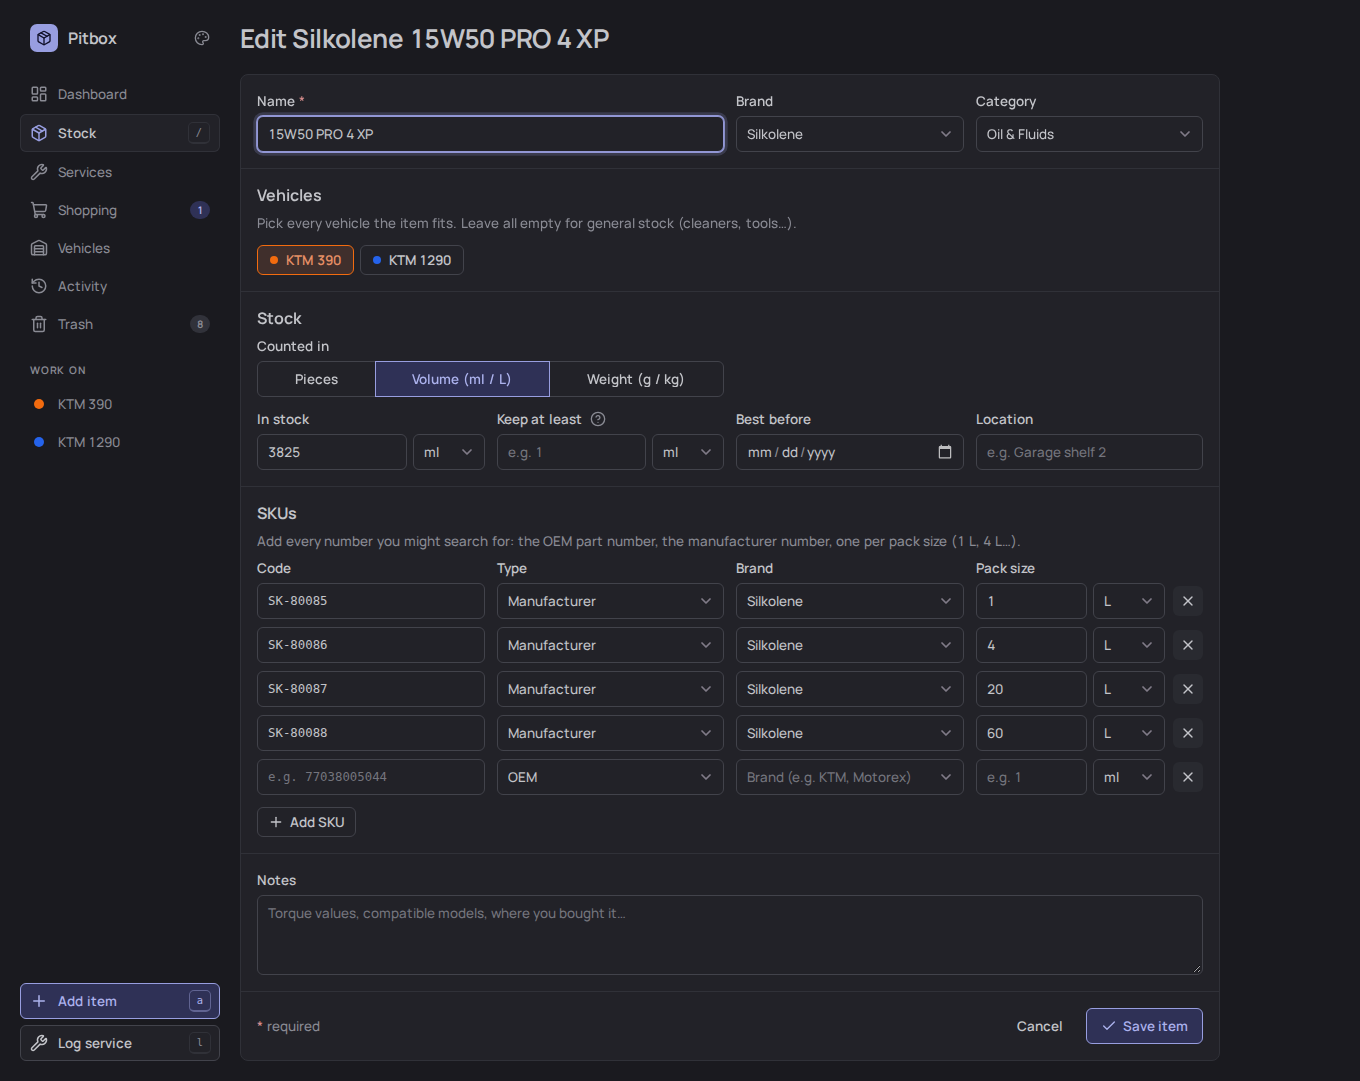 Pitbox
Edit Silkolene 15W50 PRO 4 XP
Dashboard
Stock /
Services
Shopping 1
Vehicles
Activity
Trash 8
WORK ON
KTM 390
KTM 1290
Add item a
Log service l
Name * Brand Category
15W50 PRO 4 XP Silkolene Oil & Fluids
Vehicles
Pick every vehicle the item fits. Leave all empty for general stock (cleaners, tools…).
KTM 390 KTM 1290
Stock
Counted in
Pieces Volume (ml / L) Weight (g / kg)
In stock Keep at least ? Best before Location
3825 ml e.g. 1 ml mm/dd/yyyy e.g. Garage shelf 2
SKUs
Add every number you might search for: the OEM part number, the manufacturer number, one per pack size (1 L, 4 L…).
Code Type Brand Pack size
SK-80085 Manufacturer Silkolene 1 L
SK-80086 Manufacturer Silkolene 4 L
SK-80087 Manufacturer Silkolene 20 L
SK-80088 Manufacturer Silkolene 60 L
e.g. 77038005044 OEM Brand (e.g. KTM, Motorex) e.g. 1 ml
Add SKU
Notes
Torque values, compatible models, where you bought it…
* required Cancel Save item